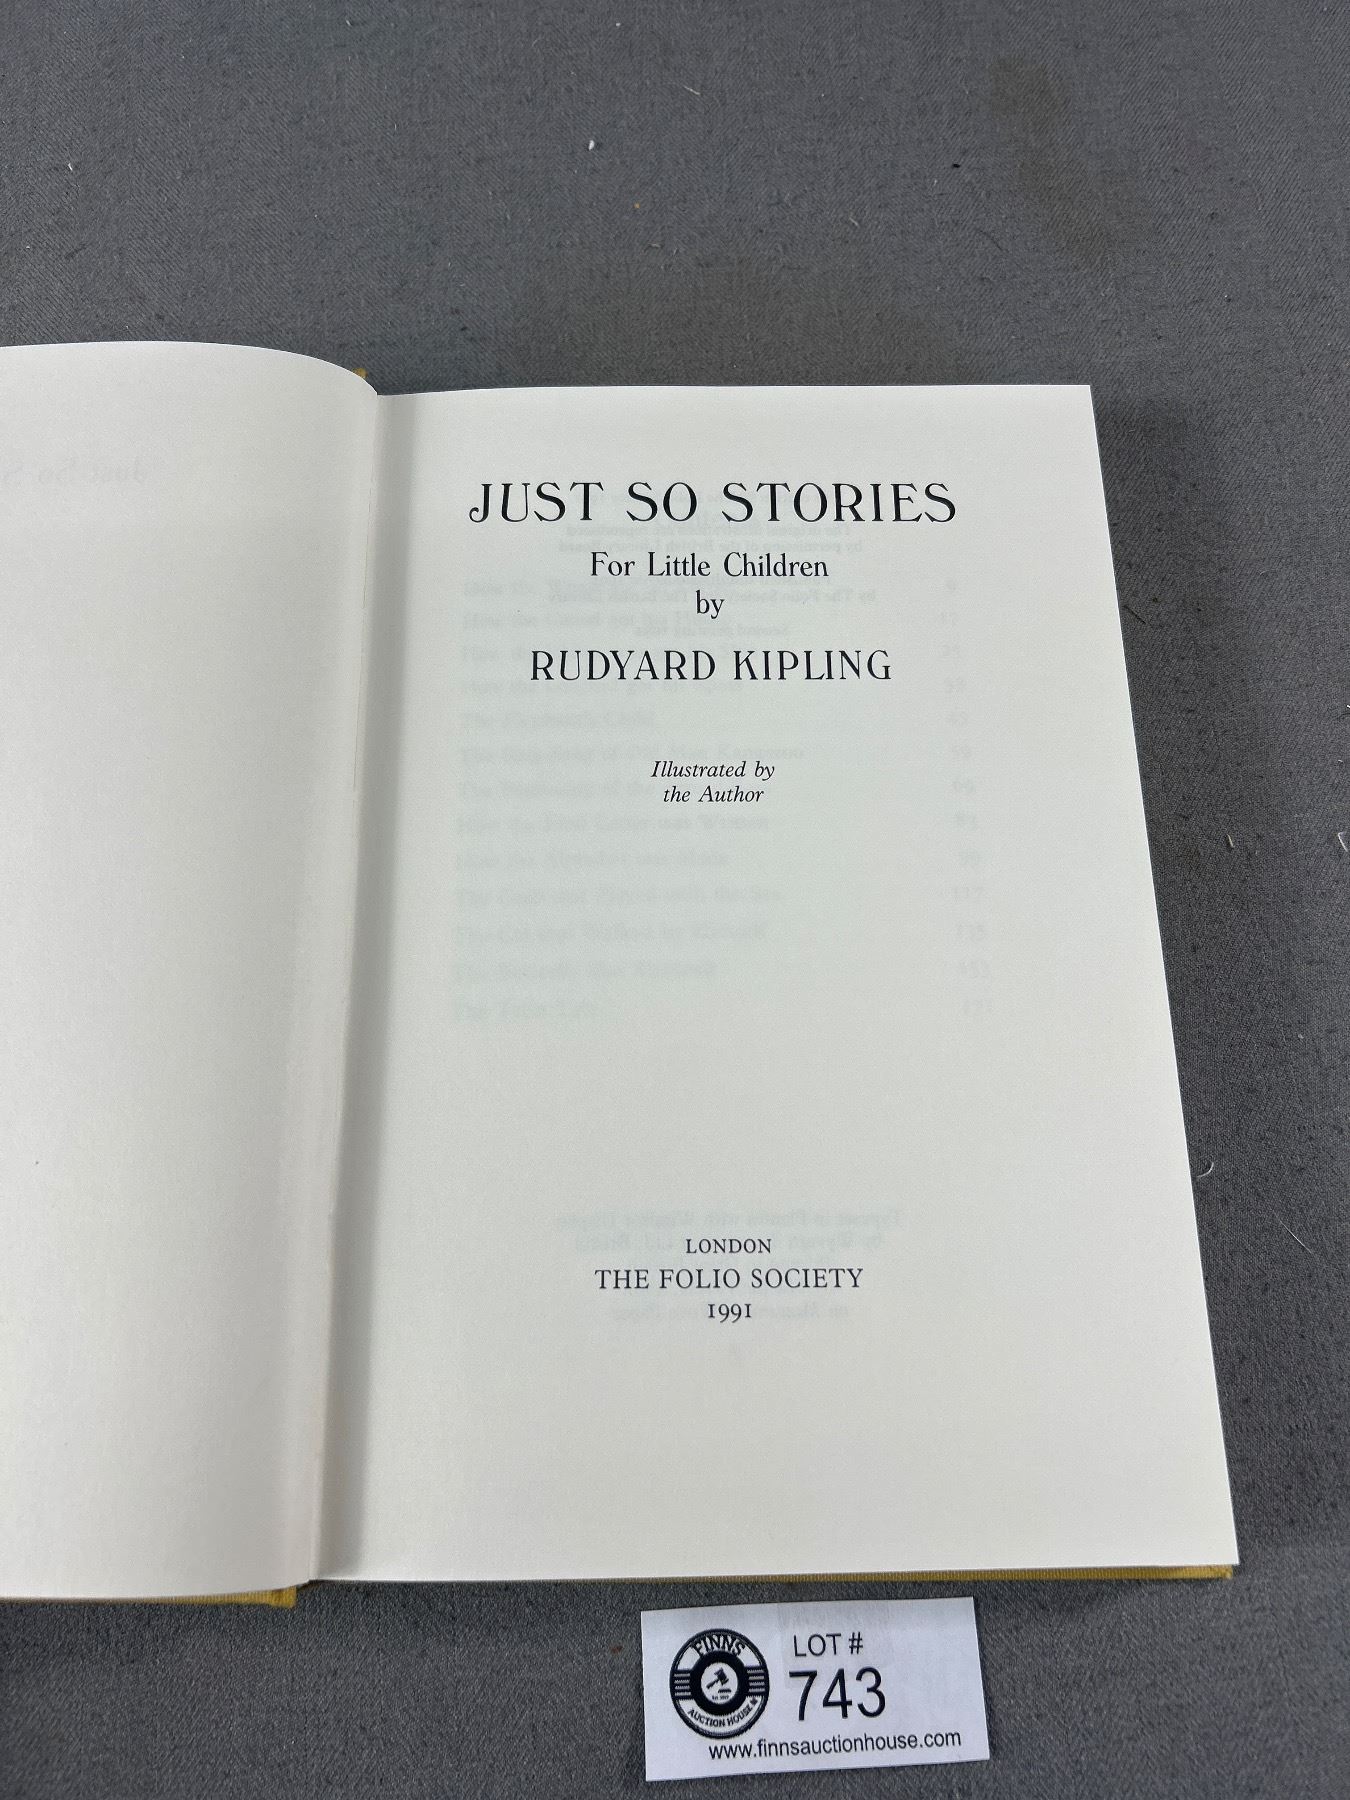 JUST SO STORIES
For Little Children
by
RUDYARD KIPLING
Illustrated by
the Author
LONDON
THE FOLIO SOCIETY
1991
FINNS
AUCTION HOUSE
LOT #
743
www.finnsauctionhouse.com